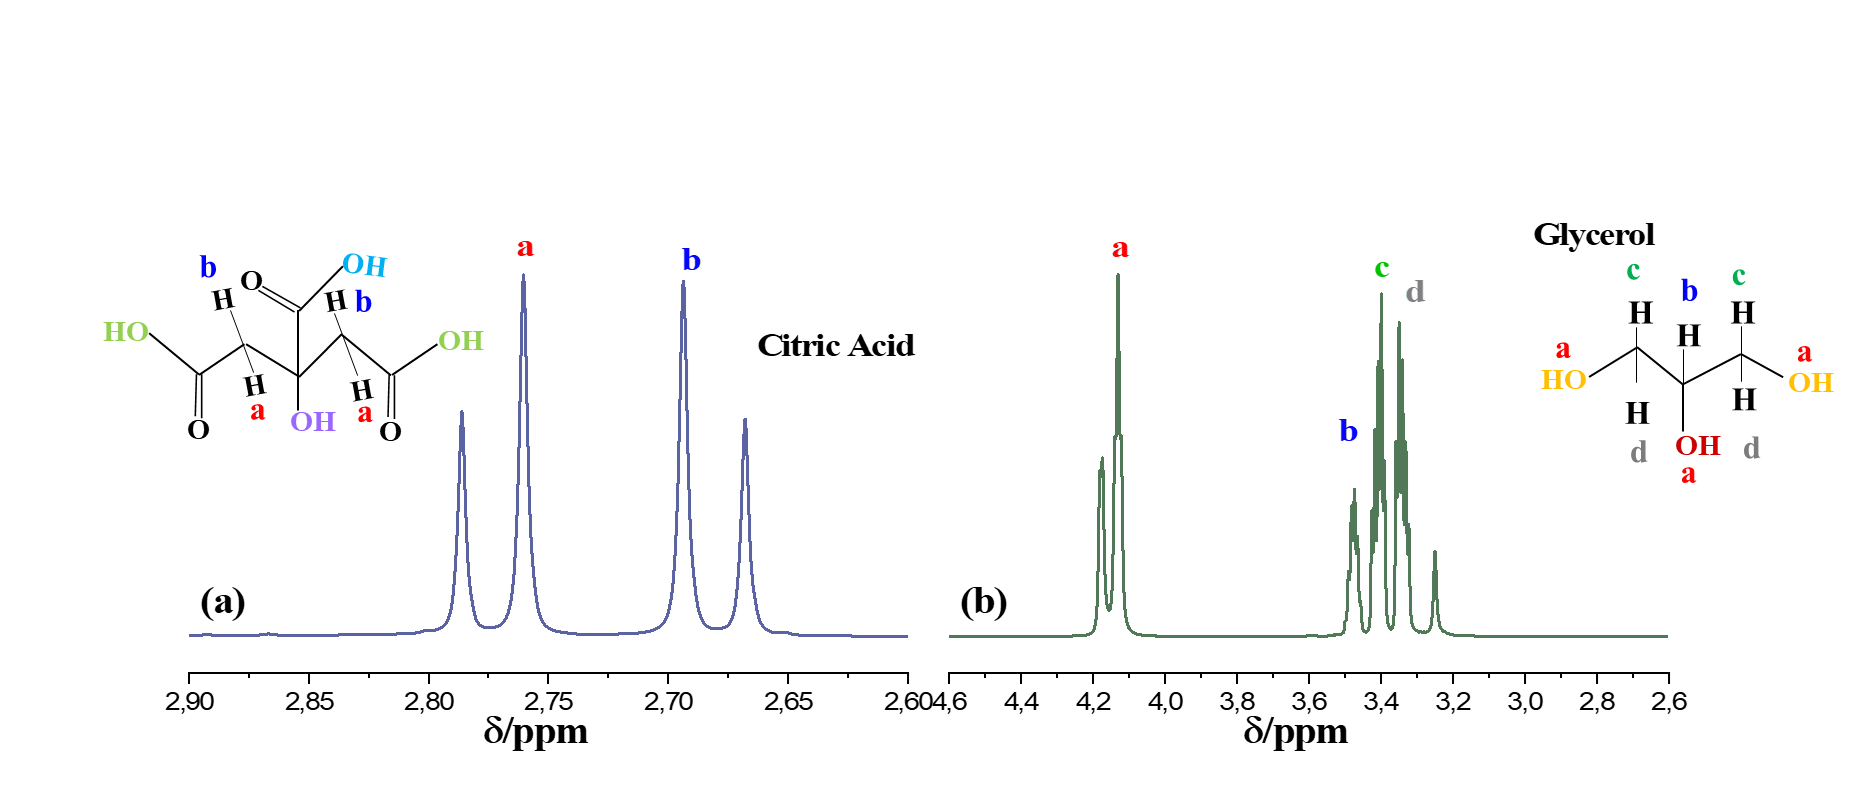 Citric Acid
b
a
b
O
OH
H
H
b
HO
OH
H
H
a
a
OH
O
O
(a)
2,90
2,85
2,80
2,75
2,70
2,65
2,60
δ/ppm
Glycerol
a
c
d
b
c
b
c
H
H
H
a
a
HO
OH
H
H
d
OH
d
a
(b)
4,6
4,4
4,2
4,0
3,8
3,6
3,4
3,2
3,0
2,8
2,6
δ/ppm